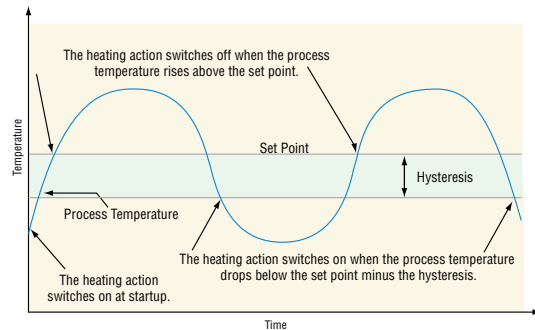 The heating action switches off when the process
temperature rises above the set point.
Temperature
Set Point
Hysteresis
Process Temperature
The heating action
switches on at startup.
The heating action switches on when the process temperature
drops below the set point minus the hysteresis.
Time